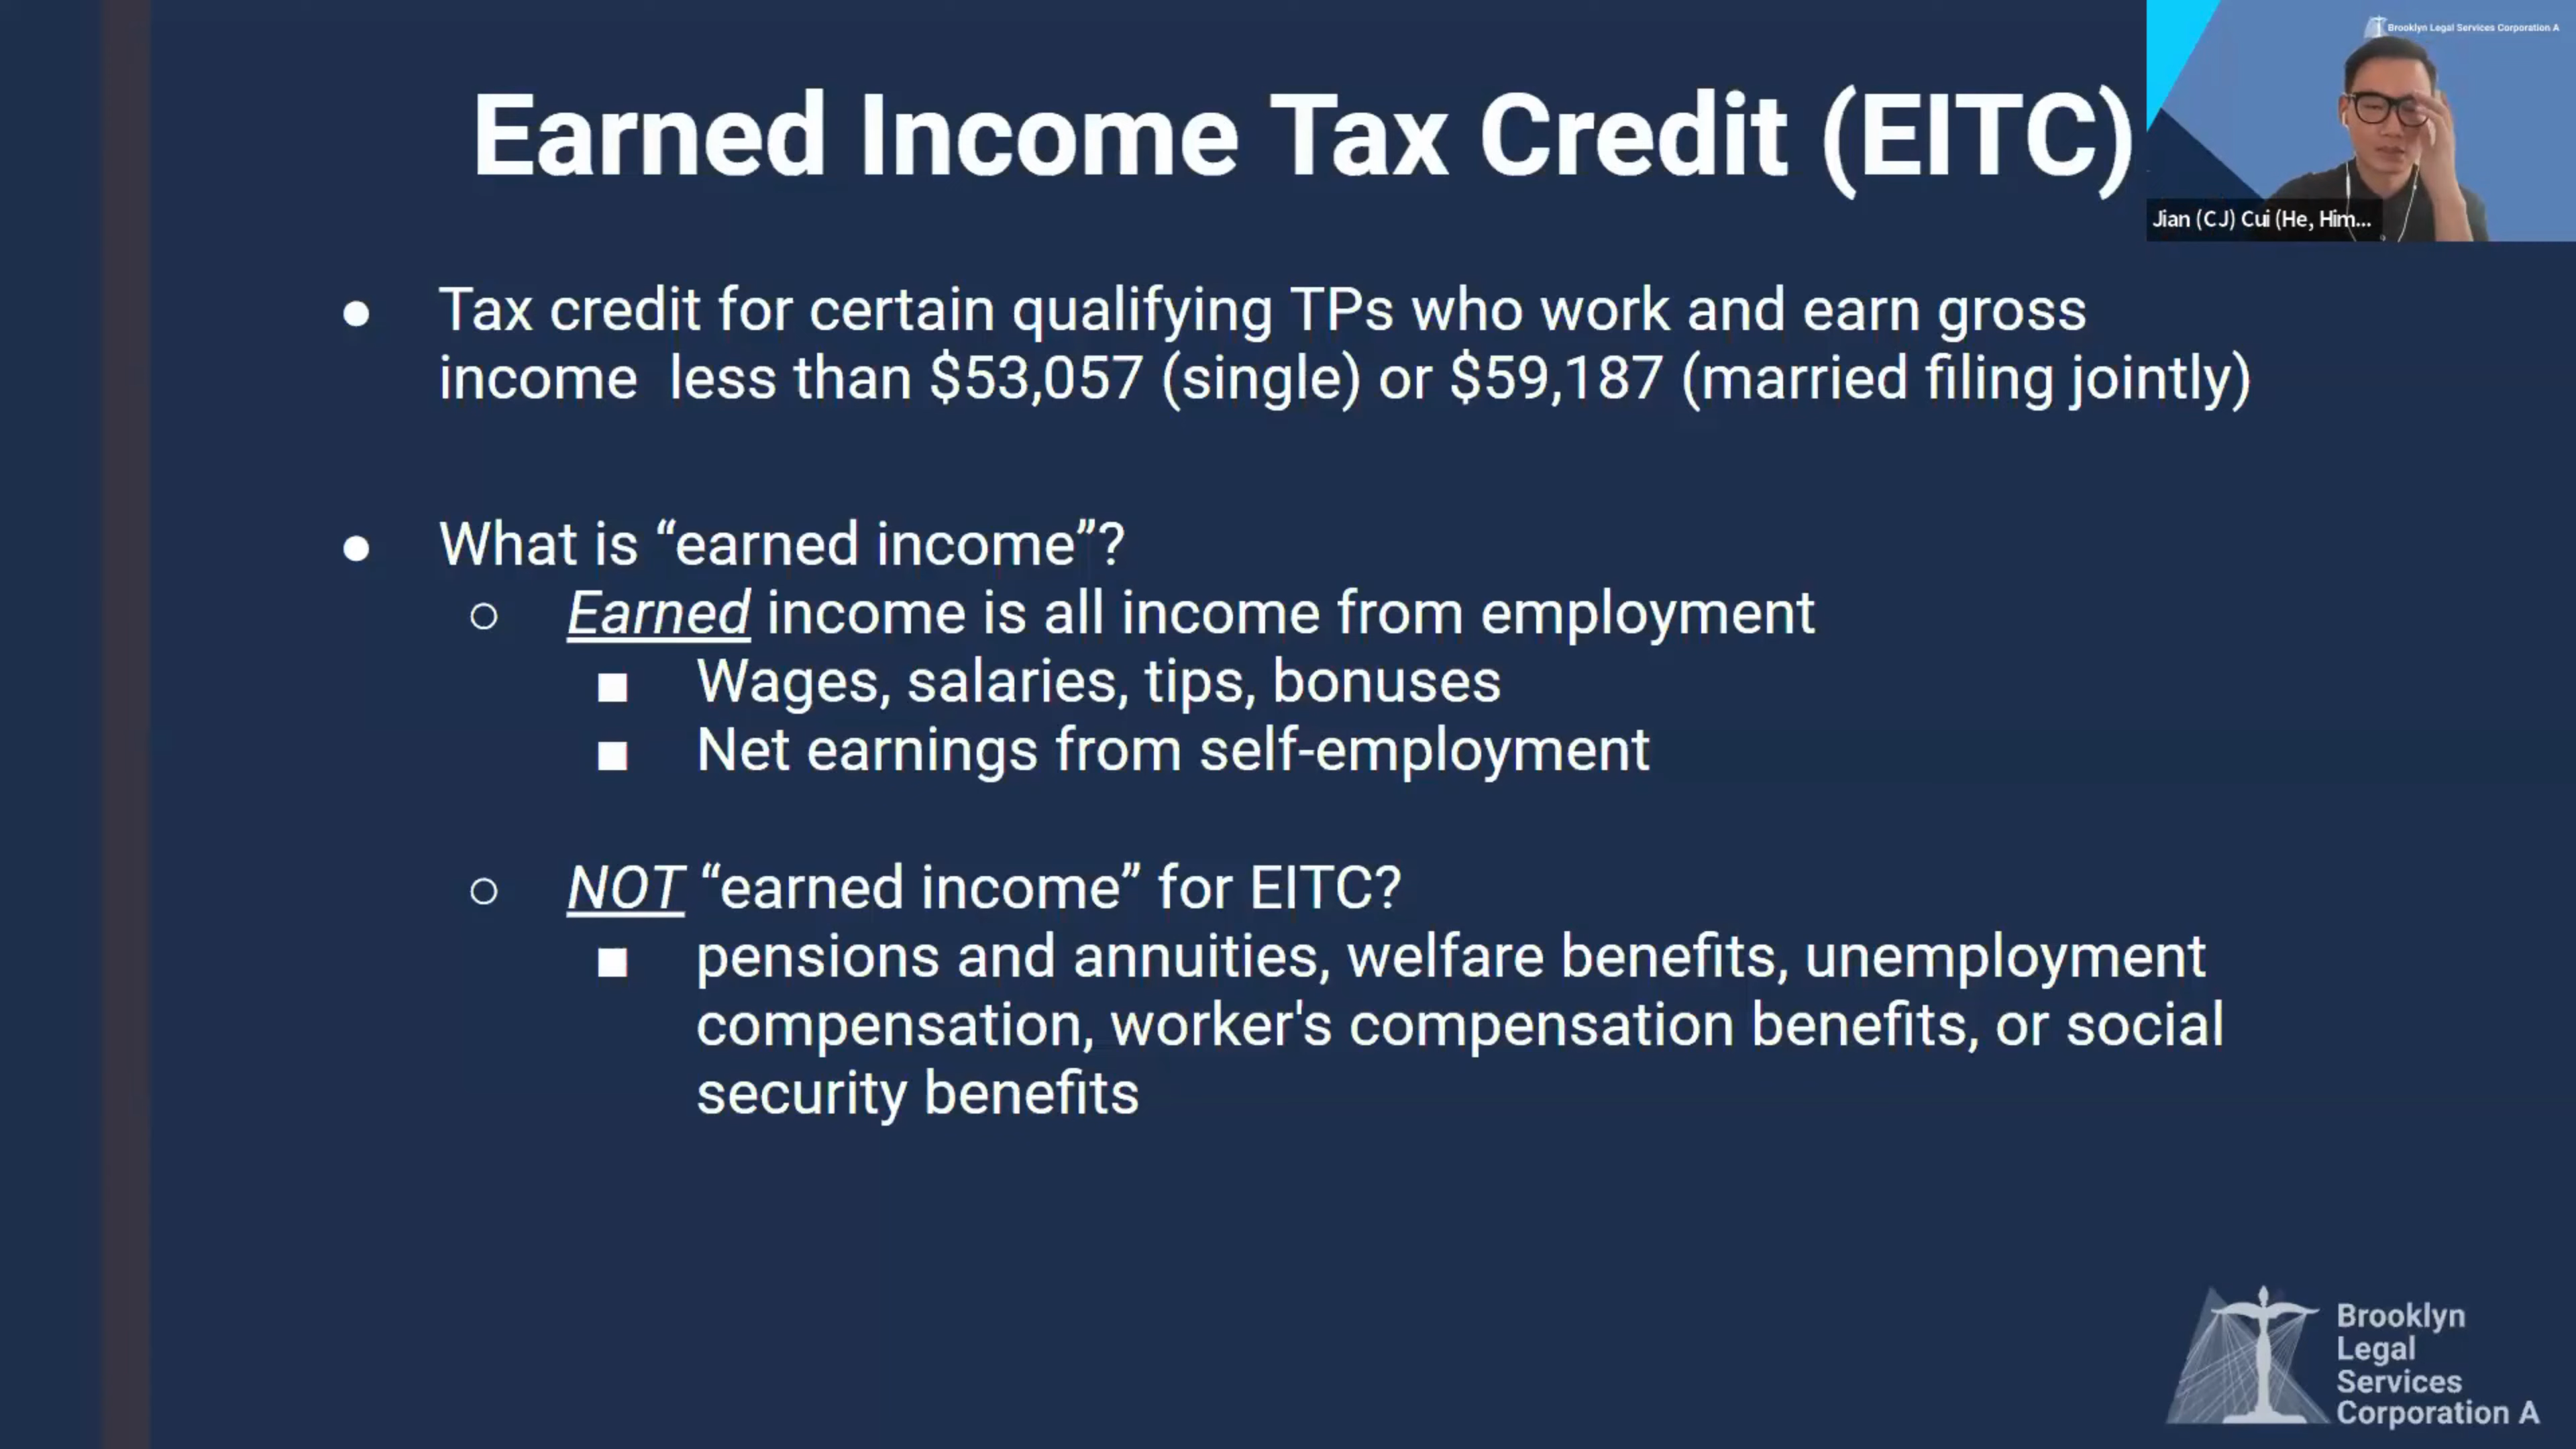 Brooklyn Legal Services Corporation A
Earned Income Tax Credit (EITC)
Jian (CJ) Cui (He, Him...
● Tax credit for certain qualifying TPs who work and earn gross
income less than $53,057 (single) or $59,187 (married filing jointly)
● What is “earned income”?
○ Earned income is all income from employment
■ Wages, salaries, tips, bonuses
■ Net earnings from self-employment
○ NOT “earned income” for EITC?
■ pensions and annuities, welfare benefits, unemployment
compensation, worker's compensation benefits, or social
security benefits
Brooklyn
Legal
Services
Corporation A